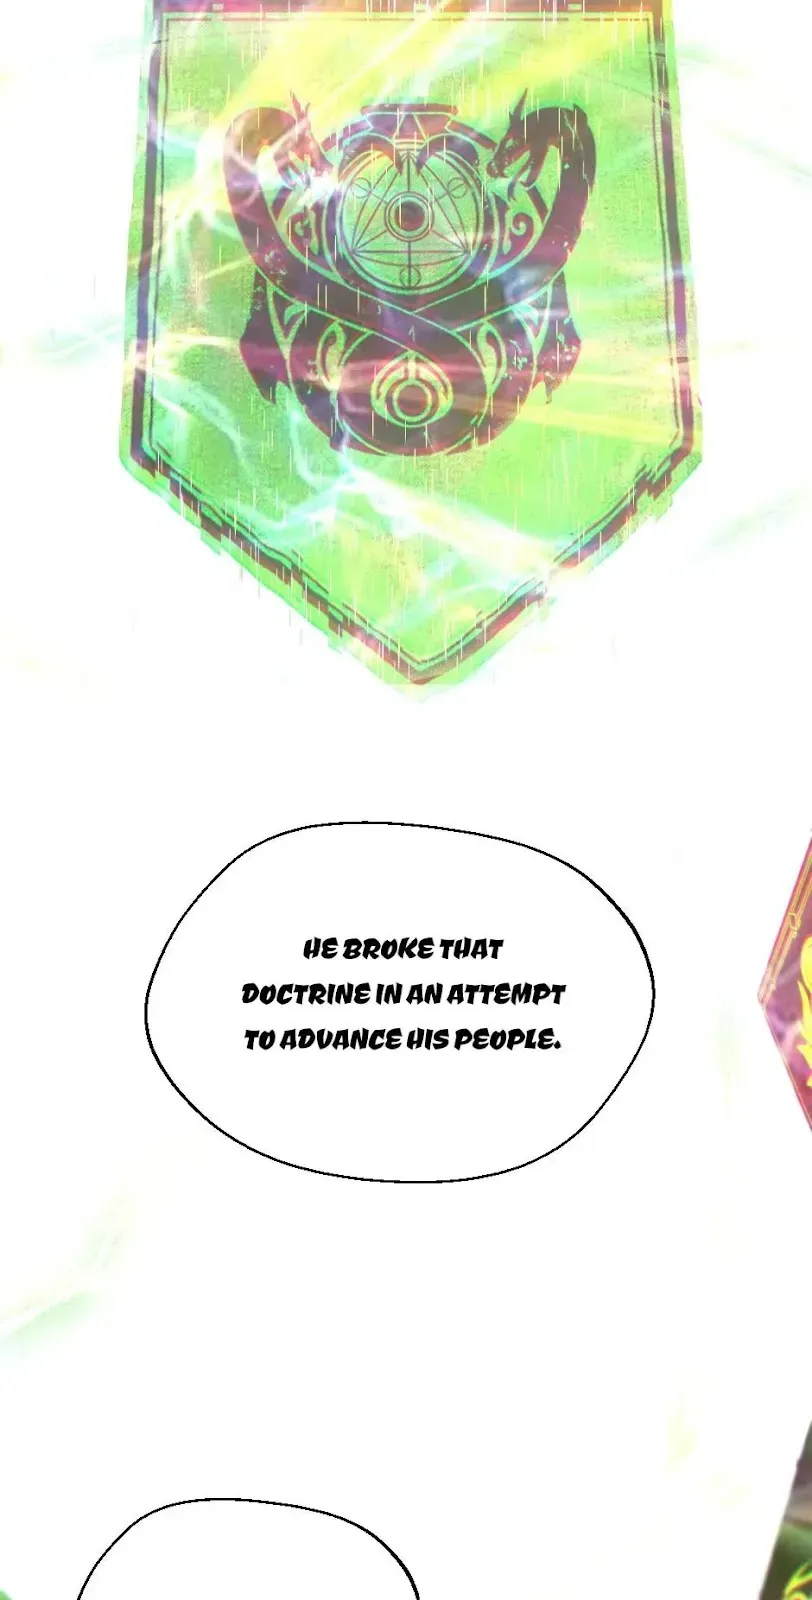 HE BROKE THAT
DOCTRINE IN AN ATTEMPT
TO ADVANCE HIS PEOPLE.